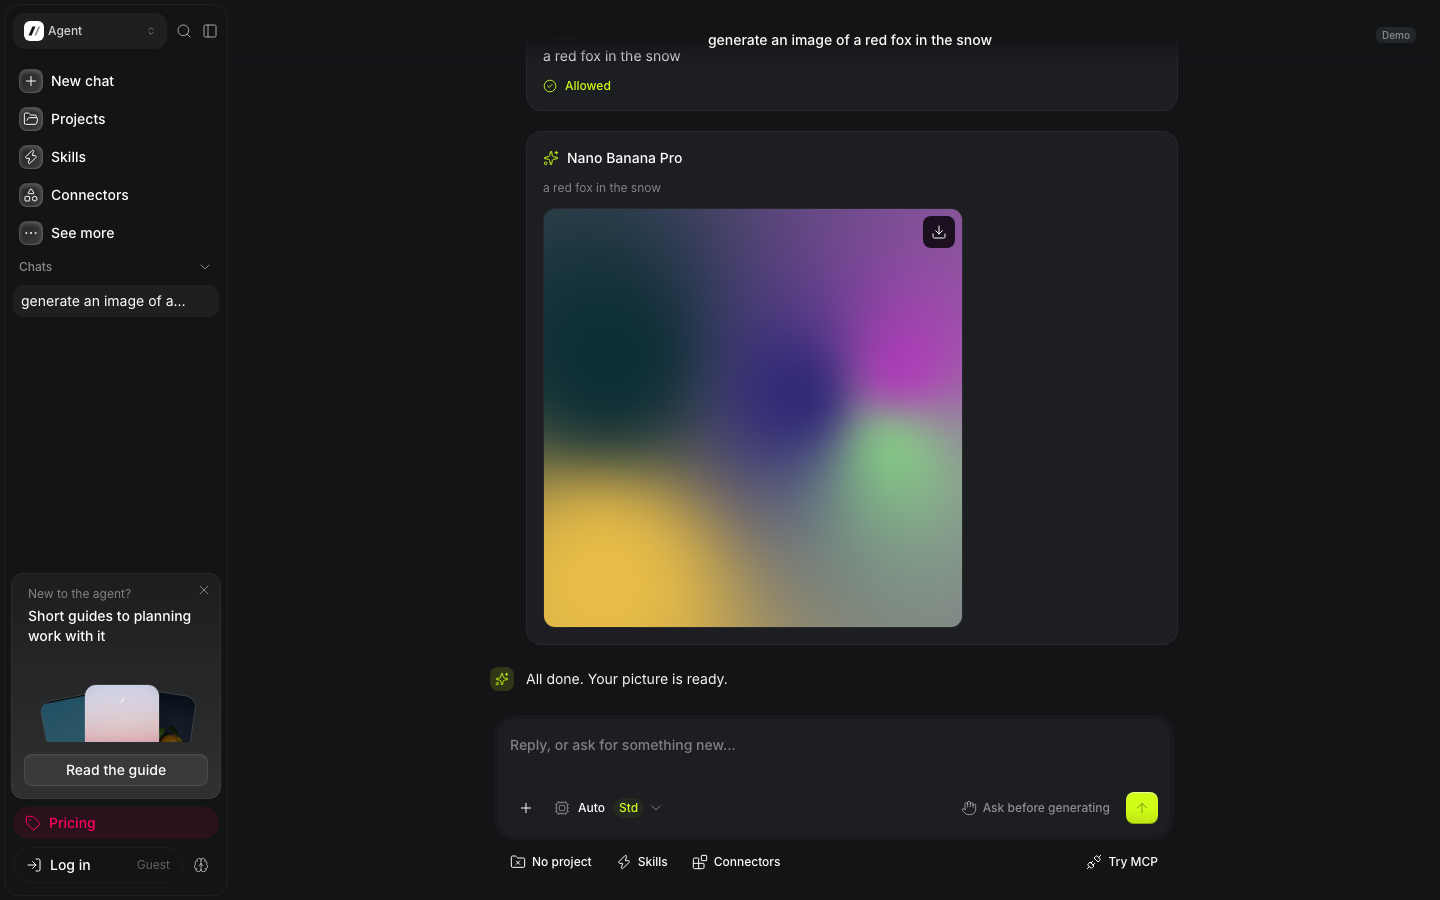 Agent
New chat
Projects
Skills
Connectors
See more
Chats
generate an image of a...
New to the agent?
Short guides to planning
work with it
Read the guide
Pricing
Log in
Guest
generate an image of a red fox in the snow
Demo
a red fox in the snow
Allowed
Nano Banana Pro
a red fox in the snow
All done. Your picture is ready.
Reply, or ask for something new...
Auto Std
Ask before generating
No project
Skills
Connectors
Try MCP